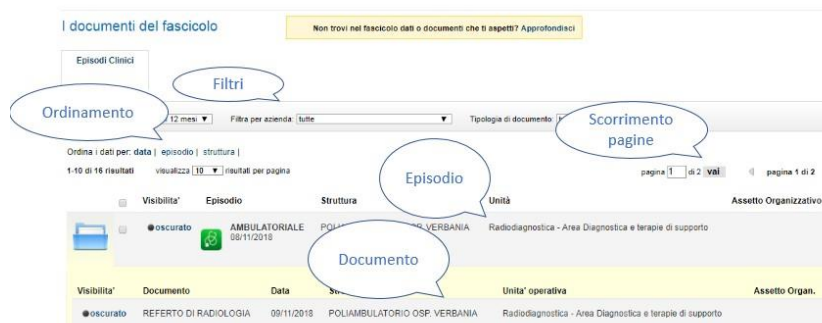 I documenti del fascicolo
Non trovi nel fascicolo dati o documenti che ti aspetti? Approfondisci
Episodi Clinici
Filtri
Ordinamento
12 mesi Filtra per azienda: tutte Tipologia di documento:
Scorrimento
pagine
Ordina i dati per: data | episodio | struttura |
1-10 di 16 risultati visualizza 10 risultati per pagina
pagina 1 di 2 vai pagina 1 di 2
Episodio
Visibilita' Episodio Struttura Unità Assetto Organizzativo
oscurato AMBULATORIALE VERBANIA Radiodiagnostica - Area Diagnostica e terapie di supporto
08/11/2018
Documento
Visibilita' Documento Data Unita' operativa Assetto Organ.
oscurato REFERTO DI RADIOLOGIA 09/11/2018 POLIAMBULATORIO OSP. VERBANIA Radiodiagnostica - Area Diagnostica e terapie di supporto